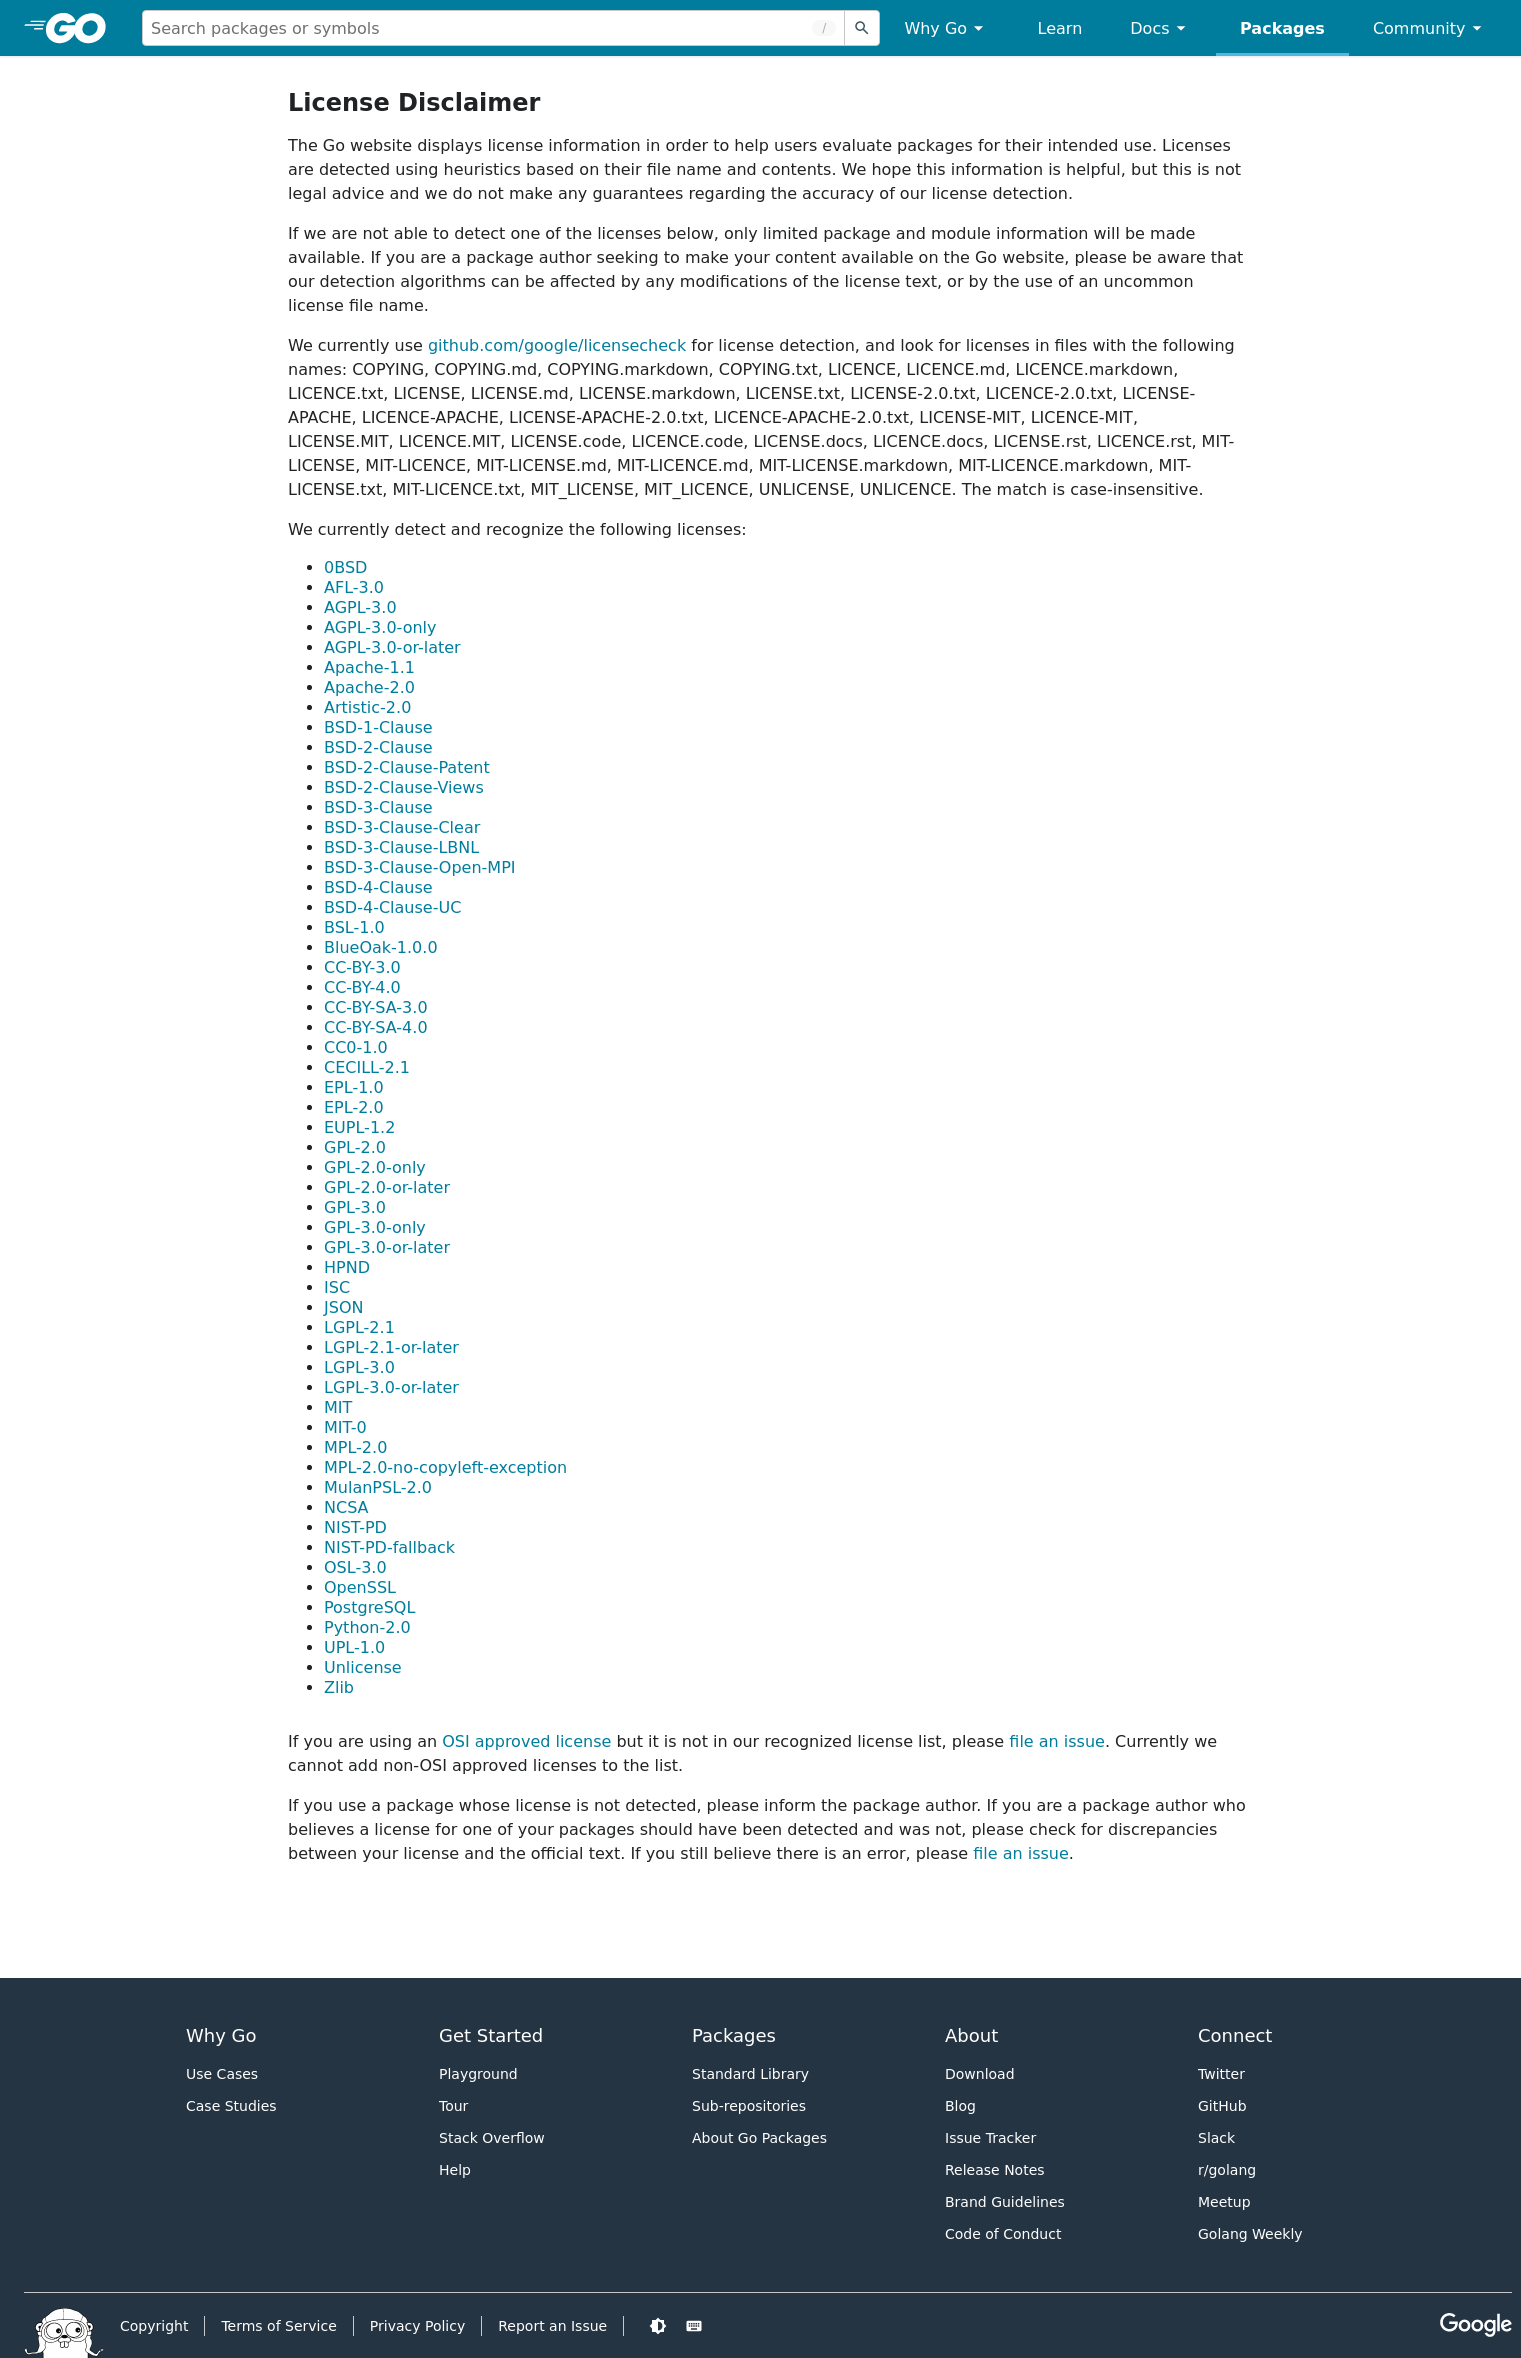 GO
Search packages or symbols
/
Why Go
Learn
Docs
Packages
Community
License Disclaimer
The Go website displays license information in order to help users evaluate packages for their intended use. Licenses
are detected using heuristics based on their file name and contents. We hope this information is helpful, but this is not
legal advice and we do not make any guarantees regarding the accuracy of our license detection.
If we are not able to detect one of the licenses below, only limited package and module information will be made
available. If you are a package author seeking to make your content available on the Go website, please be aware that
our detection algorithms can be affected by any modifications of the license text, or by the use of an uncommon
license file name.
We currently use github.com/google/licensecheck for license detection, and look for licenses in files with the following
names: COPYING, COPYING.md, COPYING.markdown, COPYING.txt, LICENCE, LICENCE.md, LICENCE.markdown,
LICENCE.txt, LICENSE, LICENSE.md, LICENSE.markdown, LICENSE.txt, LICENSE-2.0.txt, LICENCE-2.0.txt, LICENSE-
APACHE, LICENCE-APACHE, LICENSE-APACHE-2.0.txt, LICENCE-APACHE-2.0.txt, LICENSE-MIT, LICENCE-MIT,
LICENSE.MIT, LICENCE.MIT, LICENSE.code, LICENCE.code, LICENSE.docs, LICENCE.docs, LICENSE.rst, LICENCE.rst, MIT-
LICENSE, MIT-LICENCE, MIT-LICENSE.md, MIT-LICENCE.md, MIT-LICENSE.markdown, MIT-LICENCE.markdown, MIT-
LICENSE.txt, MIT-LICENCE.txt, MIT_LICENSE, MIT_LICENCE, UNLICENSE, UNLICENCE. The match is case-insensitive.
We currently detect and recognize the following licenses:
0BSD
AFL-3.0
AGPL-3.0
AGPL-3.0-only
AGPL-3.0-or-later
Apache-1.1
Apache-2.0
Artistic-2.0
BSD-1-Clause
BSD-2-Clause
BSD-2-Clause-Patent
BSD-2-Clause-Views
BSD-3-Clause
BSD-3-Clause-Clear
BSD-3-Clause-LBNL
BSD-3-Clause-Open-MPI
BSD-4-Clause
BSD-4-Clause-UC
BSL-1.0
BlueOak-1.0.0
CC-BY-3.0
CC-BY-4.0
CC-BY-SA-3.0
CC-BY-SA-4.0
CC0-1.0
CECILL-2.1
EPL-1.0
EPL-2.0
EUPL-1.2
GPL-2.0
GPL-2.0-only
GPL-2.0-or-later
GPL-3.0
GPL-3.0-only
GPL-3.0-or-later
HPND
ISC
JSON
LGPL-2.1
LGPL-2.1-or-later
LGPL-3.0
LGPL-3.0-or-later
MIT
MIT-0
MPL-2.0
MPL-2.0-no-copyleft-exception
MulanPSL-2.0
NCSA
NIST-PD
NIST-PD-fallback
OSL-3.0
OpenSSL
PostgreSQL
Python-2.0
UPL-1.0
Unlicense
Zlib
If you are using an OSI approved license but it is not in our recognized license list, please file an issue. Currently we
cannot add non-OSI approved licenses to the list.
If you use a package whose license is not detected, please inform the package author. If you are a package author who
believes a license for one of your packages should have been detected and was not, please check for discrepancies
between your license and the official text. If you still believe there is an error, please file an issue.
Why Go
Use Cases
Case Studies
Get Started
Playground
Tour
Stack Overflow
Help
Packages
Standard Library
Sub-repositories
About Go Packages
About
Download
Blog
Issue Tracker
Release Notes
Brand Guidelines
Code of Conduct
Connect
Twitter
GitHub
Slack
r/golang
Meetup
Golang Weekly
Copyright
Terms of Service
Privacy Policy
Report an Issue
Google